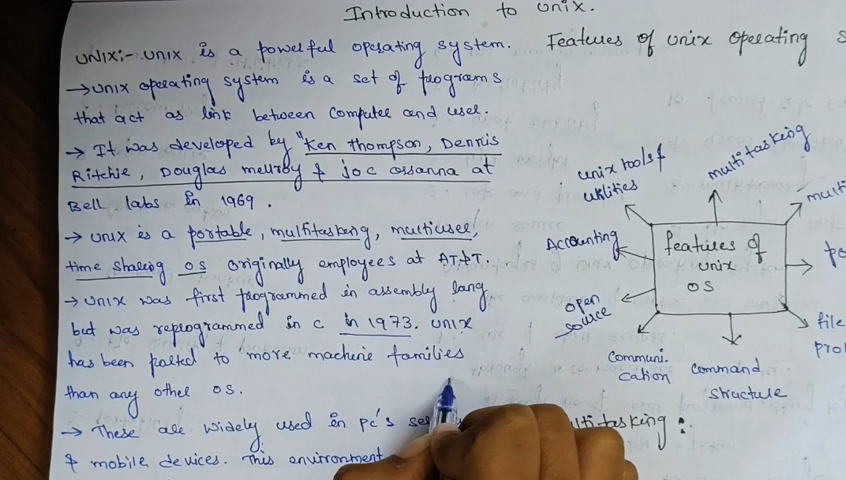 Introduction to unix.
UNIX:- unix is a powerful operating system.
→ unix operating system is a set of programs
that act as link between computer and user.
→ It was developed by "Ken thompson, Dennis
Ritchie, Douglas mcllroy & joc ossanna at
Bell labs in 1969.
→ unix is a portable, multitasking, multiuser,
time sharing os originally employees at AT&T.
→ unix was first programmed in assembly lang
but was reprogrammed in c in 1973. unix
has been ported to more machine families
than any other os.
→ These are widely used in pc's
& mobile devices. This environment
Features of unix operating
unix tools &
utilities
multitasking
Accounting
features of
unix
os
open
source
communi-
cation
command
structure
file